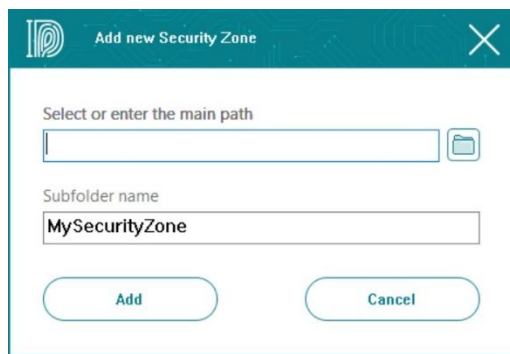 Add new Security Zone
Select or enter the main path
Subfolder name
MySecurityZone
Add
Cancel